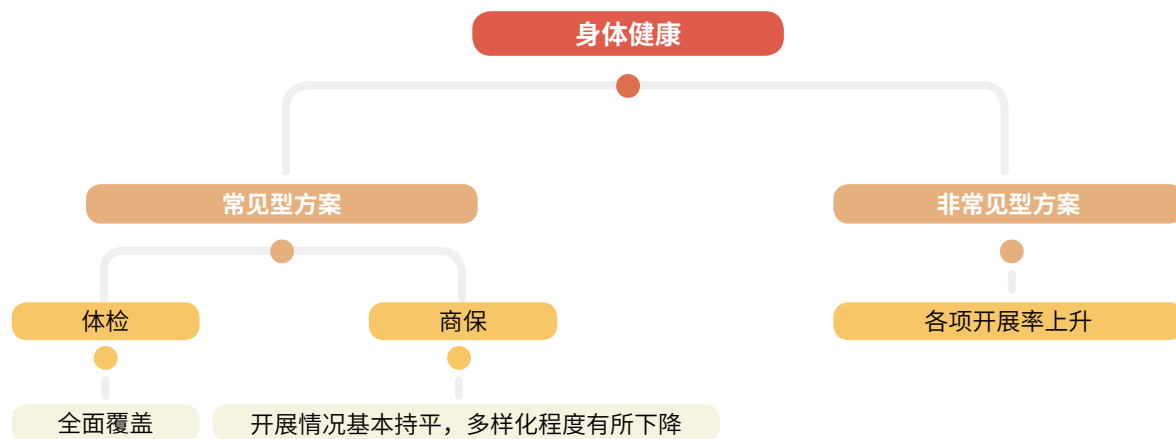 身体健康
常见型方案
非常见型方案
体检
商保
各项开展率上升
全面覆盖
开展情况基本持平，多样化程度有所下降